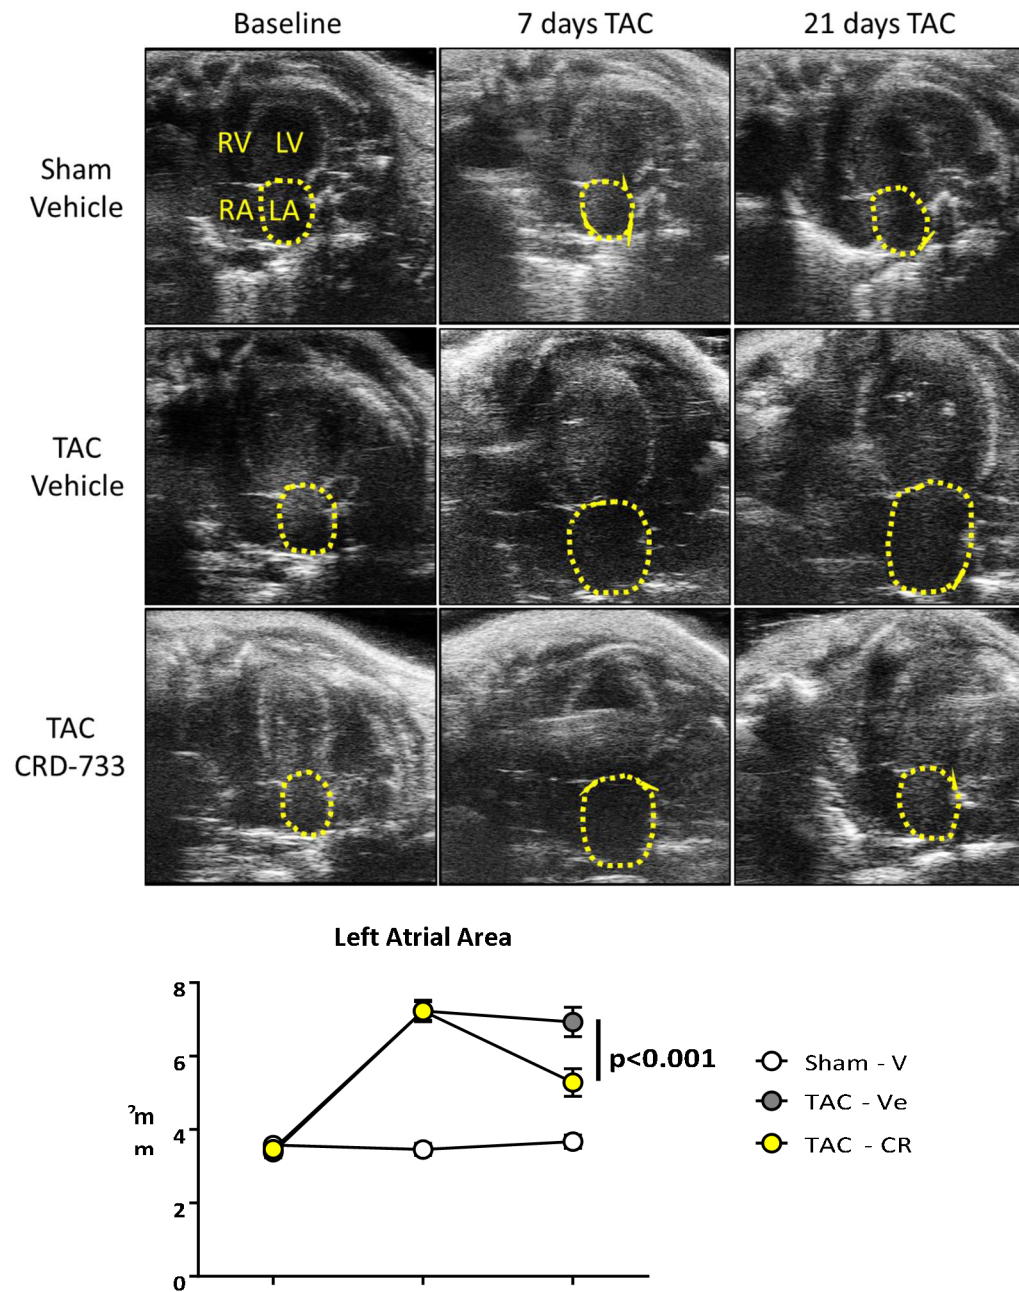 Baseline
7 days TAC
21 days TAC
Sham
Vehicle
RV LV
RA LA
TAC
Vehicle
TAC
CRD-733
Left Atrial Area
8
6
4
2
0
²m
m
p<0.001
Sham - V
TAC - Ve
TAC - CR